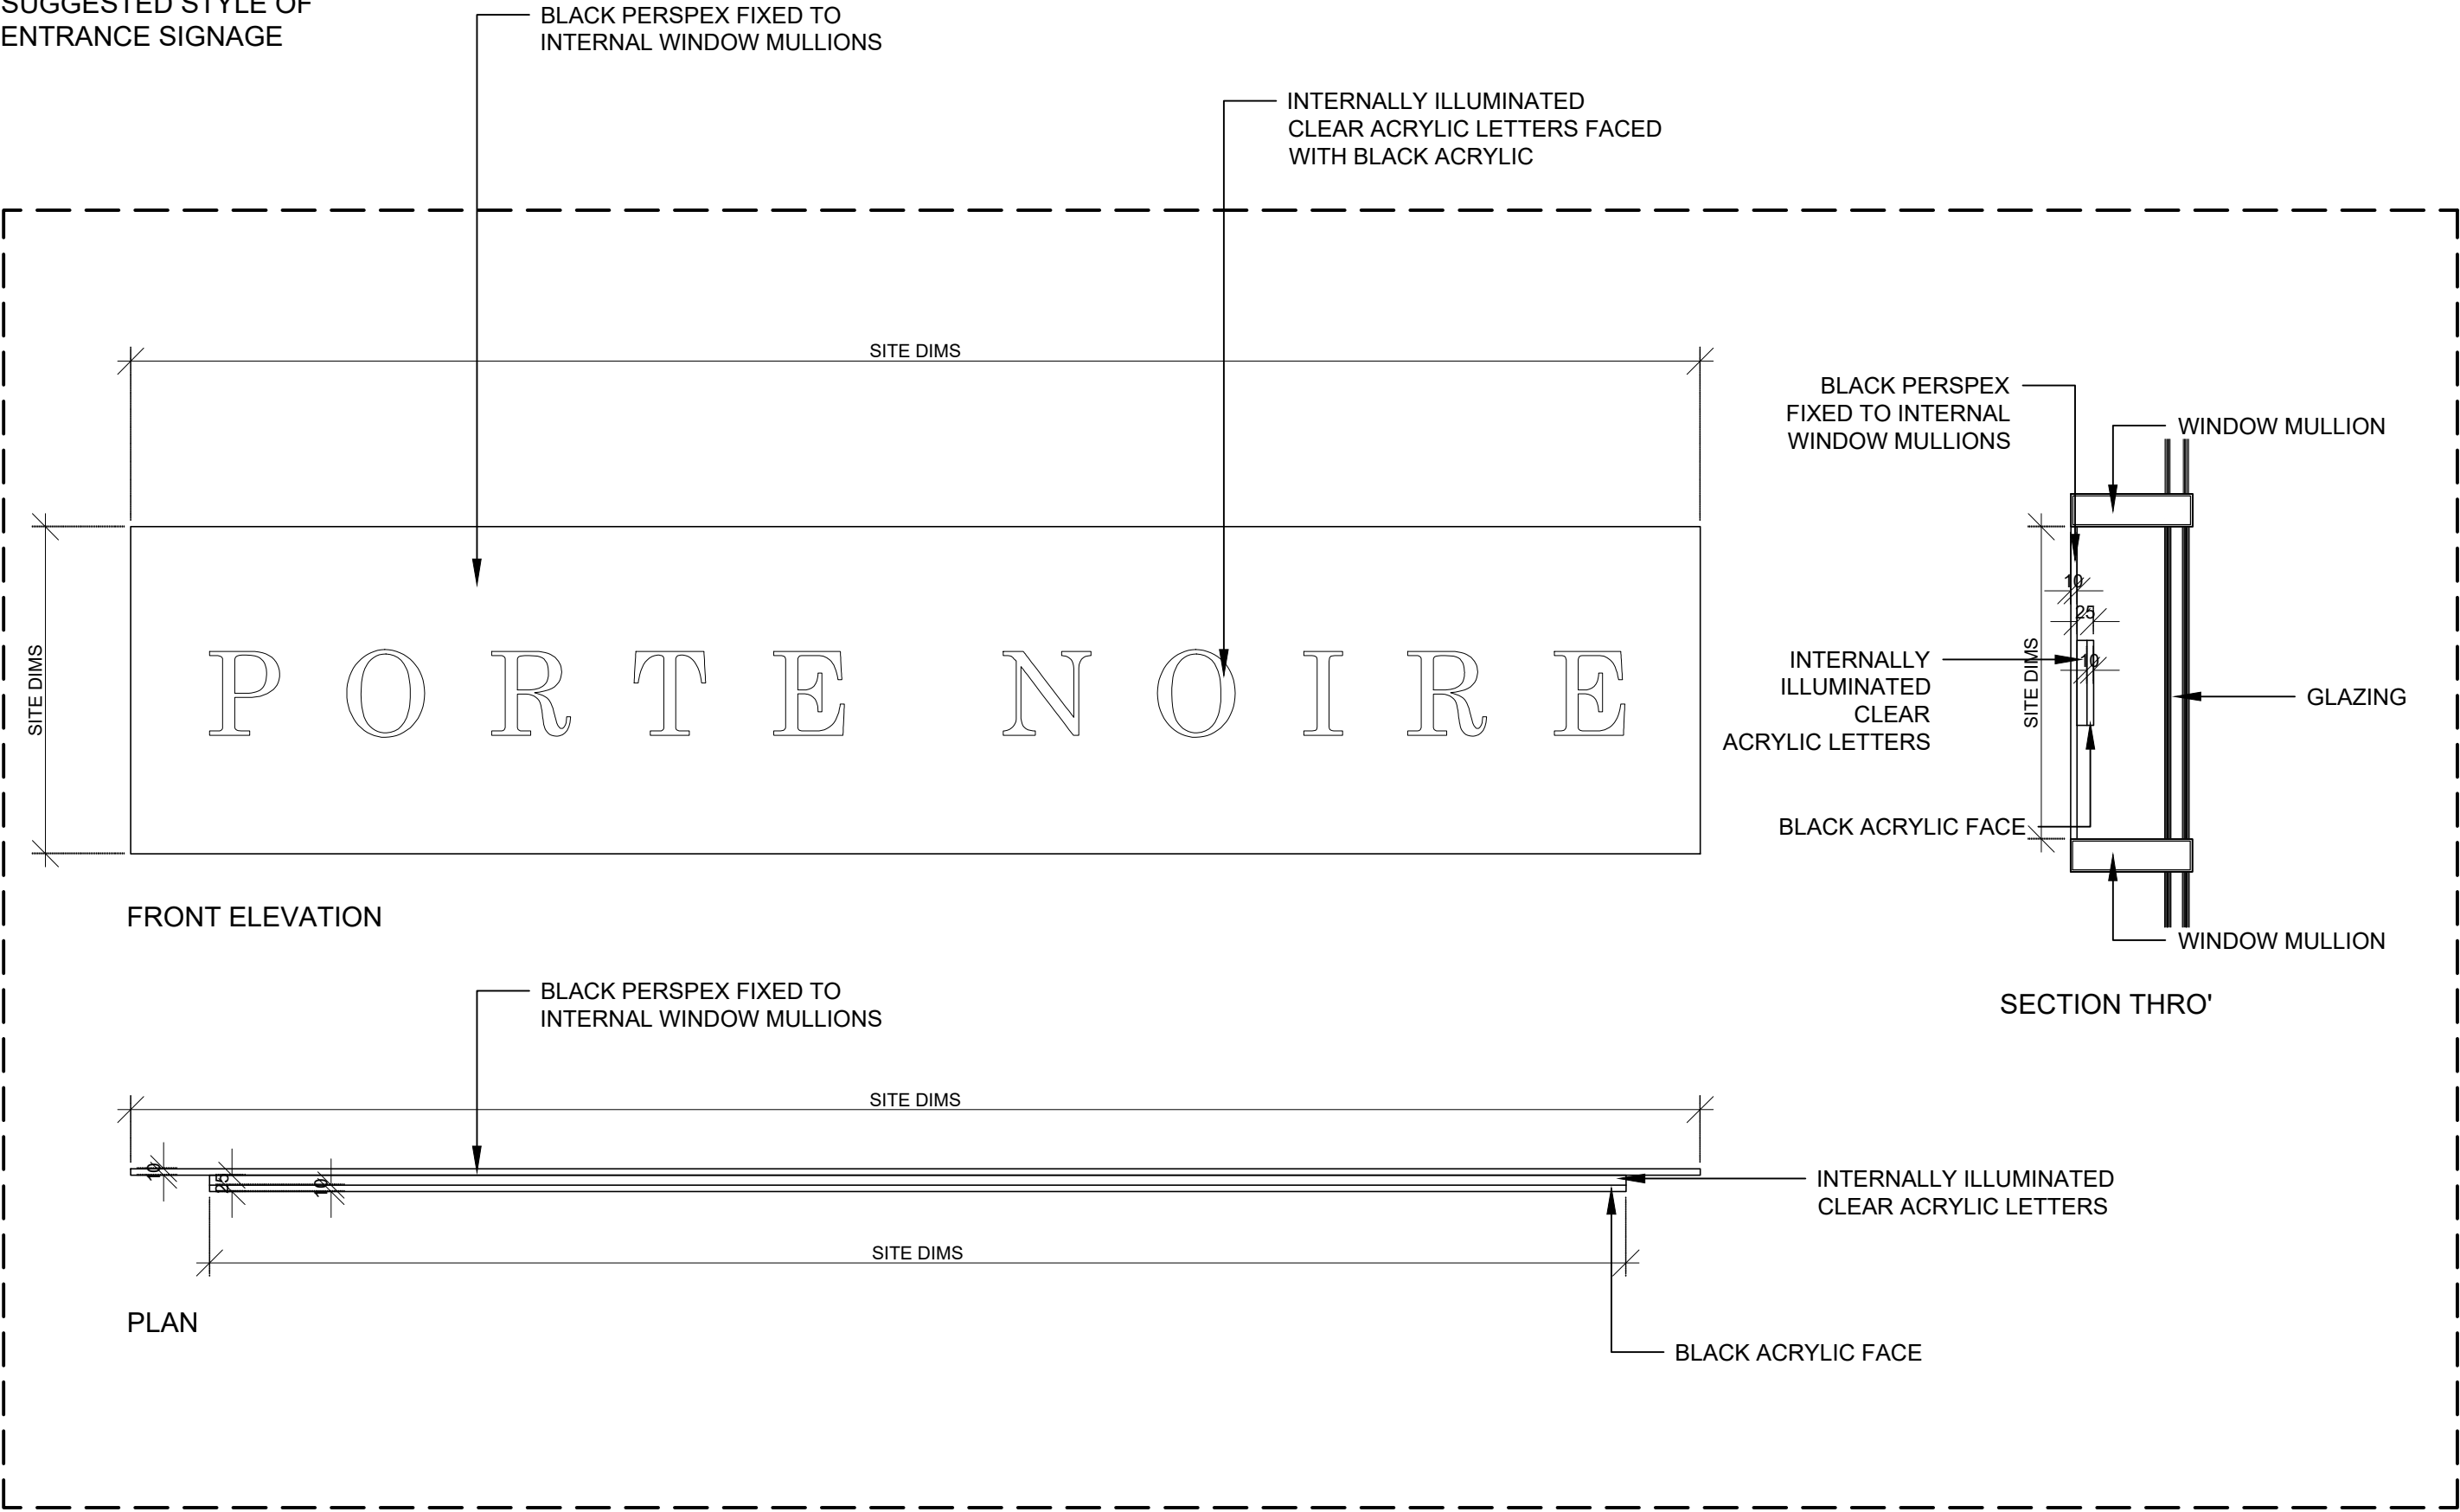 SUGGESTED STYLE OF
ENTRANCE SIGNAGE
BLACK PERSPEX FIXED TO
INTERNAL WINDOW MULLIONS
INTERNALLY ILLUMINATED
CLEAR ACRYLIC LETTERS FACED
WITH BLACK ACRYLIC
SITE DIMS
SITE DIMS
PORTE NOIRE
FRONT ELEVATION
BLACK PERSPEX
FIXED TO INTERNAL
WINDOW MULLIONS
WINDOW MULLION
10
25
10
SITE DIMS
INTERNALLY
ILLUMINATED
CLEAR
ACRYLIC LETTERS
GLAZING
BLACK ACRYLIC FACE
WINDOW MULLION
SECTION THRO'
BLACK PERSPEX FIXED TO
INTERNAL WINDOW MULLIONS
SITE DIMS
10
25
10
INTERNALLY ILLUMINATED
CLEAR ACRYLIC LETTERS
SITE DIMS
BLACK ACRYLIC FACE
PLAN